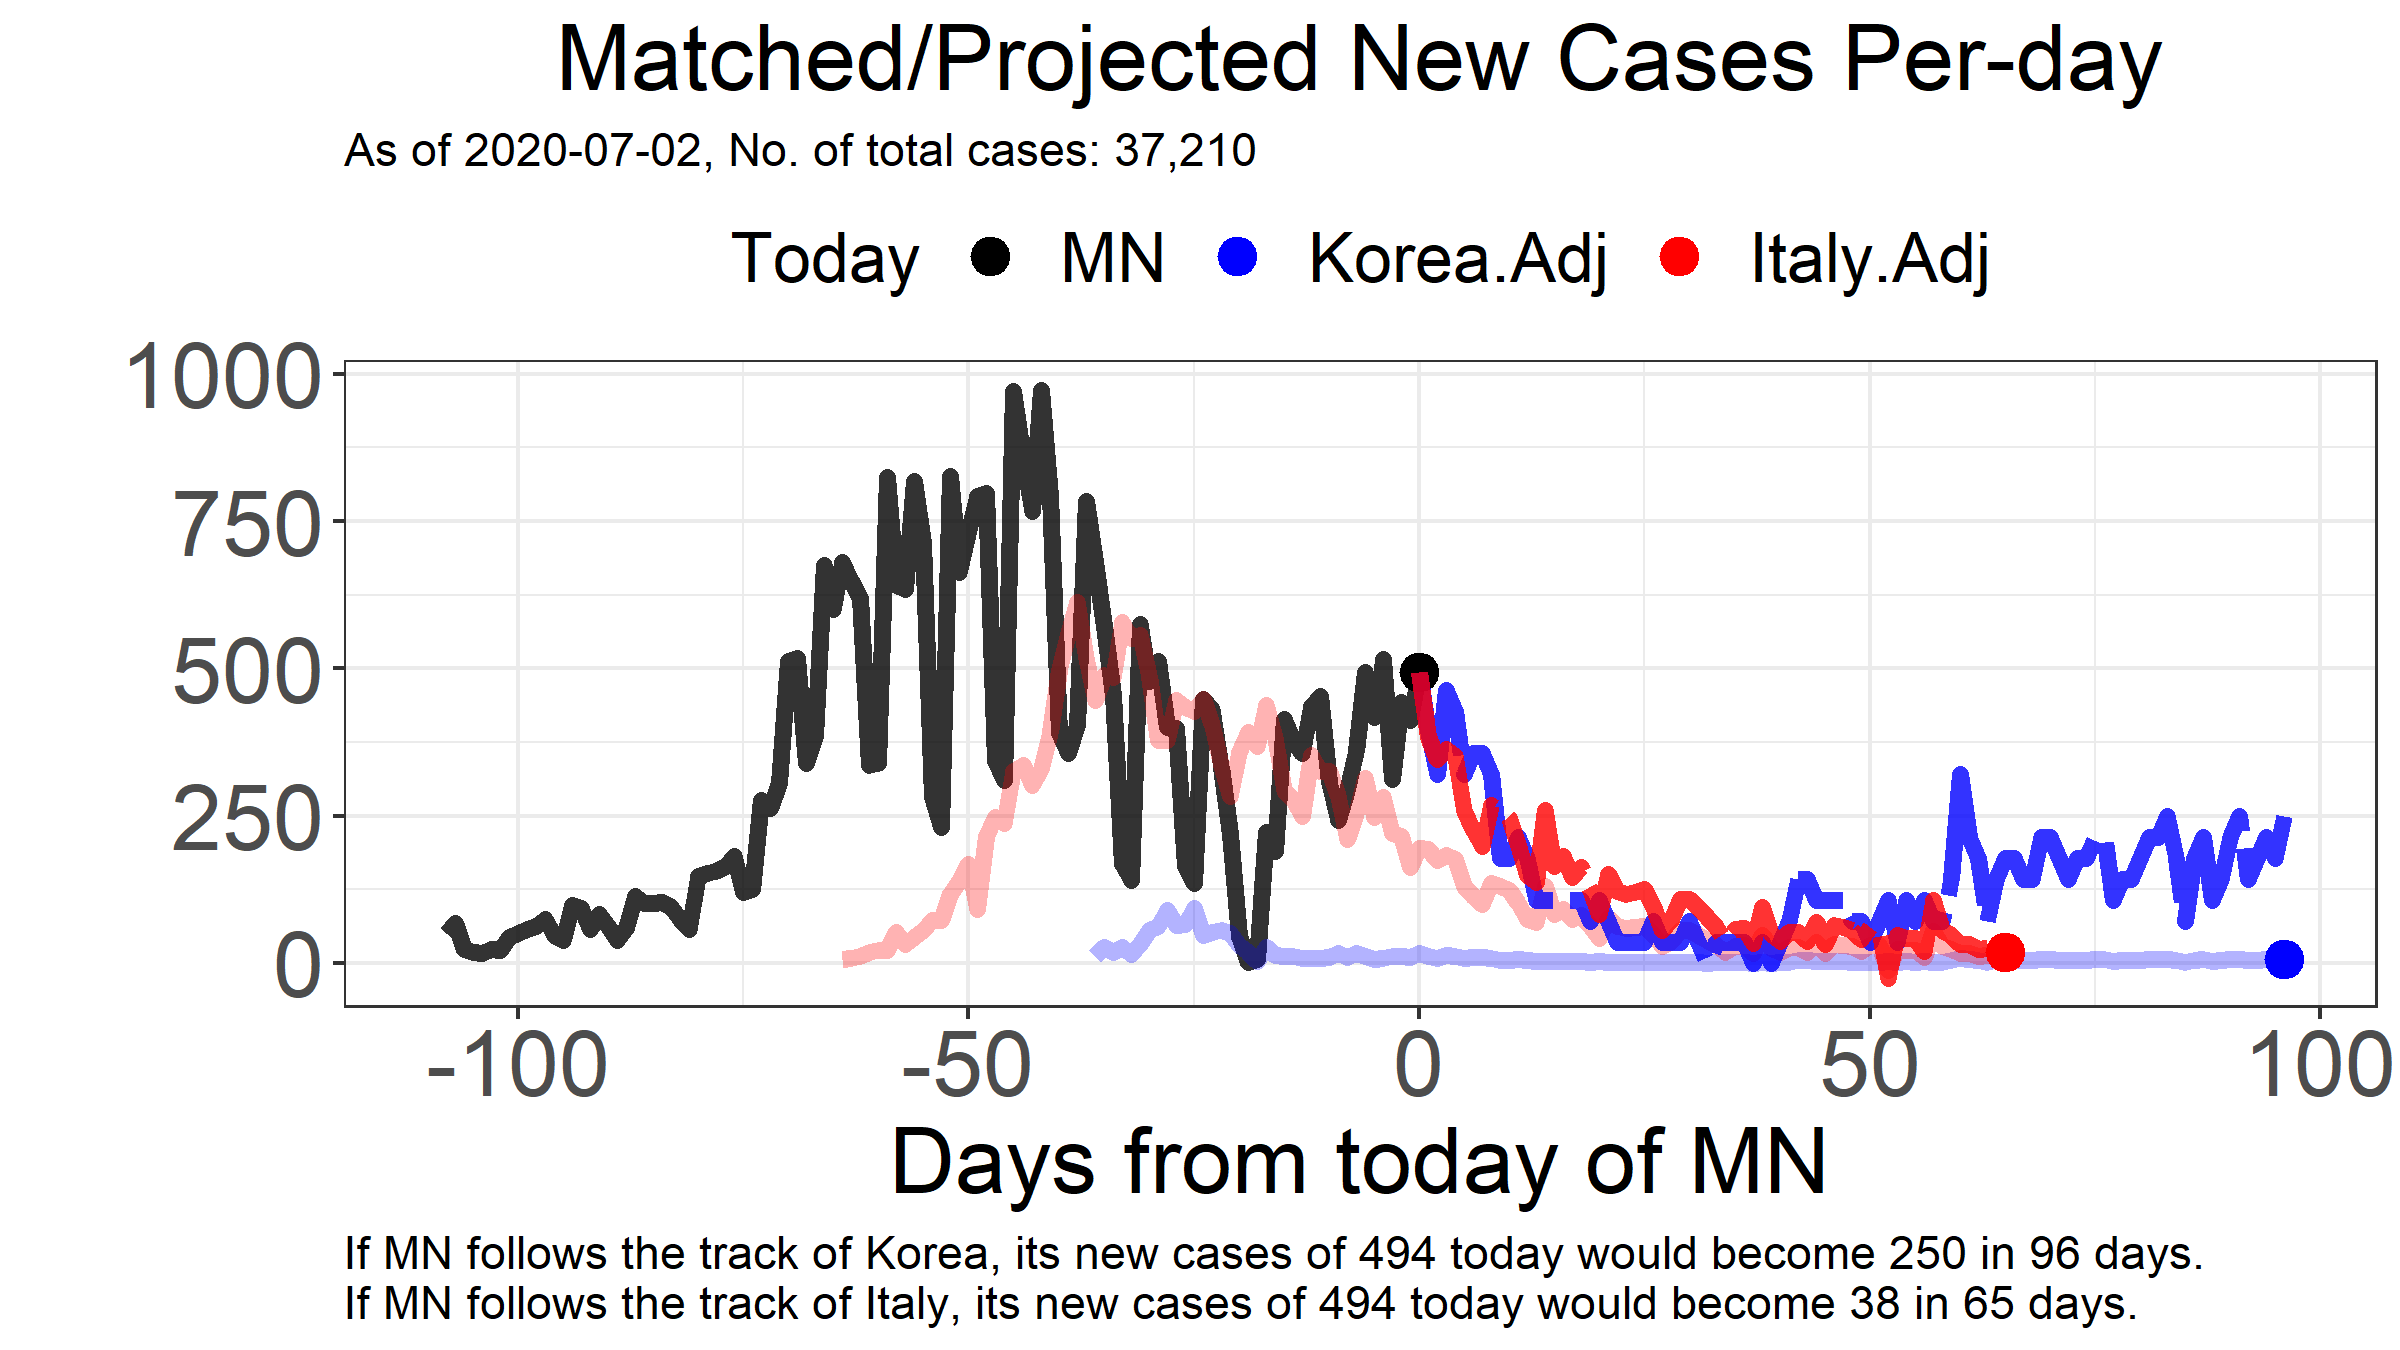 Matched/Projected New Cases Per-day
As of 2020-07-02, No. of total cases: 37,210
Today MN Korea.Adj Italy.Adj
1000
750
500
250
0
-100 -50 0 50 100
Days from today of MN
If MN follows the track of Korea, its new cases of 494 today would become 250 in 96 days.
If MN follows the track of Italy, its new cases of 494 today would become 38 in 65 days.